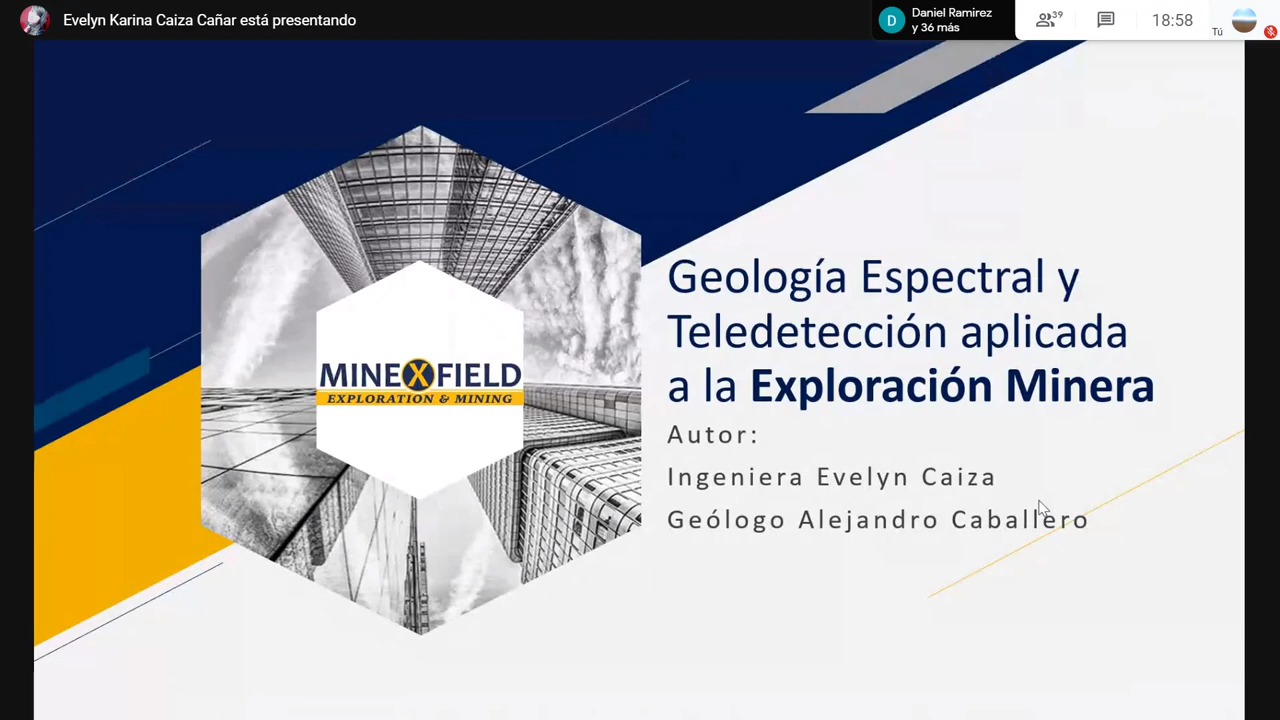 Evelyn Karina Caiza Cañar está presentando
D
Daniel Ramirez
y 36 más
39
18:58
Tú
MINEXFIELD
EXPLORATION & MINING
Geología Espectral y
Teledetección aplicada
a la Exploración Minera
Autor:
Ingeniera Evelyn Caiza
Geólogo Alejandro Caballero